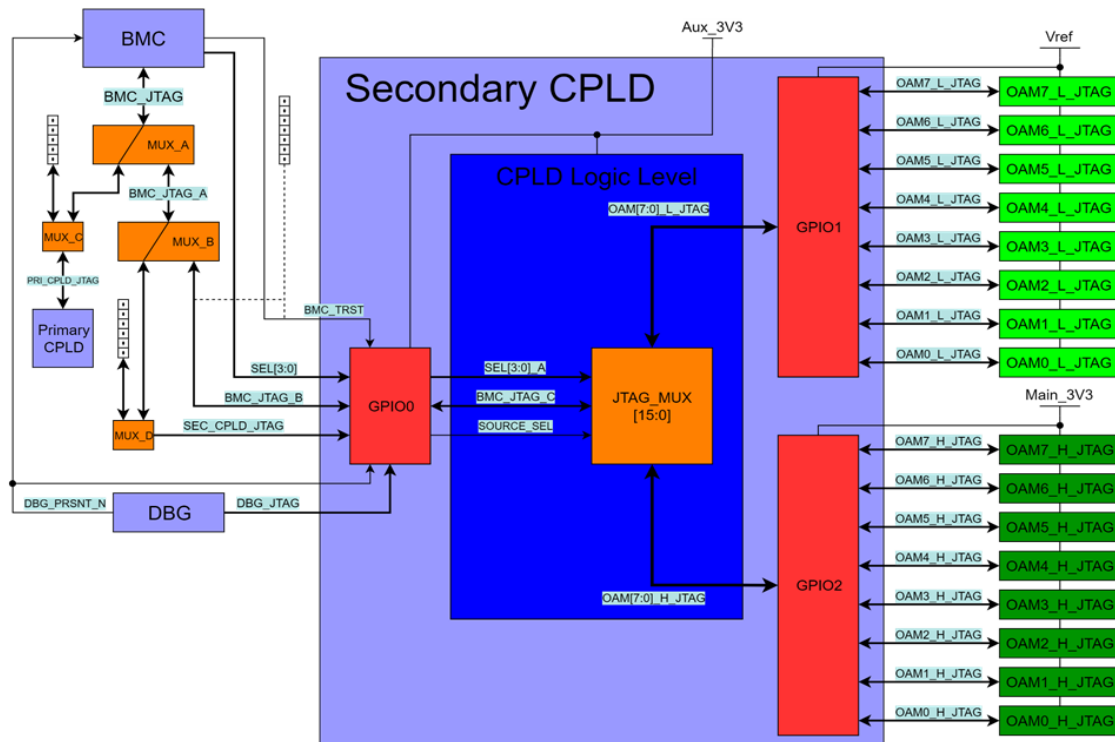 Aux_3V3
Vref
BMC
Secondary CPLD
BMC_JTAG
MUX_A
BMC_JTAG_A
MUX_B
MUX_C
PRI_CPLD_JTAG
Primary
CPLD
BMC_TRST
SEL[3:0]
BMC_JTAG_B
MUX_D
SEC_CPLD_JTAG
DBG_PRSNT_N
DBG
DBG_JTAG
GPIO0
CPLD Logic Level
OAM[7:0]_L_JTAG
SEL[3:0]_A
BMC_JTAG_C
SOURCE_SEL
JTAG_MUX
[15:0]
OAM[7:0]_H_JTAG
GPIO1
OAM7_L_JTAG
OAM7_L_JTAG
OAM6_L_JTAG
OAM6_L_JTAG
OAM5_L_JTAG
OAM5_L_JTAG
OAM4_L_JTAG
OAM4_L_JTAG
OAM3_L_JTAG
OAM3_L_JTAG
OAM2_L_JTAG
OAM2_L_JTAG
OAM1_L_JTAG
OAM1_L_JTAG
OAM0_L_JTAG
OAM0_L_JTAG
Main_3V3
GPIO2
OAM7_H_JTAG
OAM7_H_JTAG
OAM6_H_JTAG
OAM6_H_JTAG
OAM5_H_JTAG
OAM5_H_JTAG
OAM4_H_JTAG
OAM4_H_JTAG
OAM3_H_JTAG
OAM3_H_JTAG
OAM2_H_JTAG
OAM2_H_JTAG
OAM1_H_JTAG
OAM1_H_JTAG
OAM0_H_JTAG
OAM0_H_JTAG